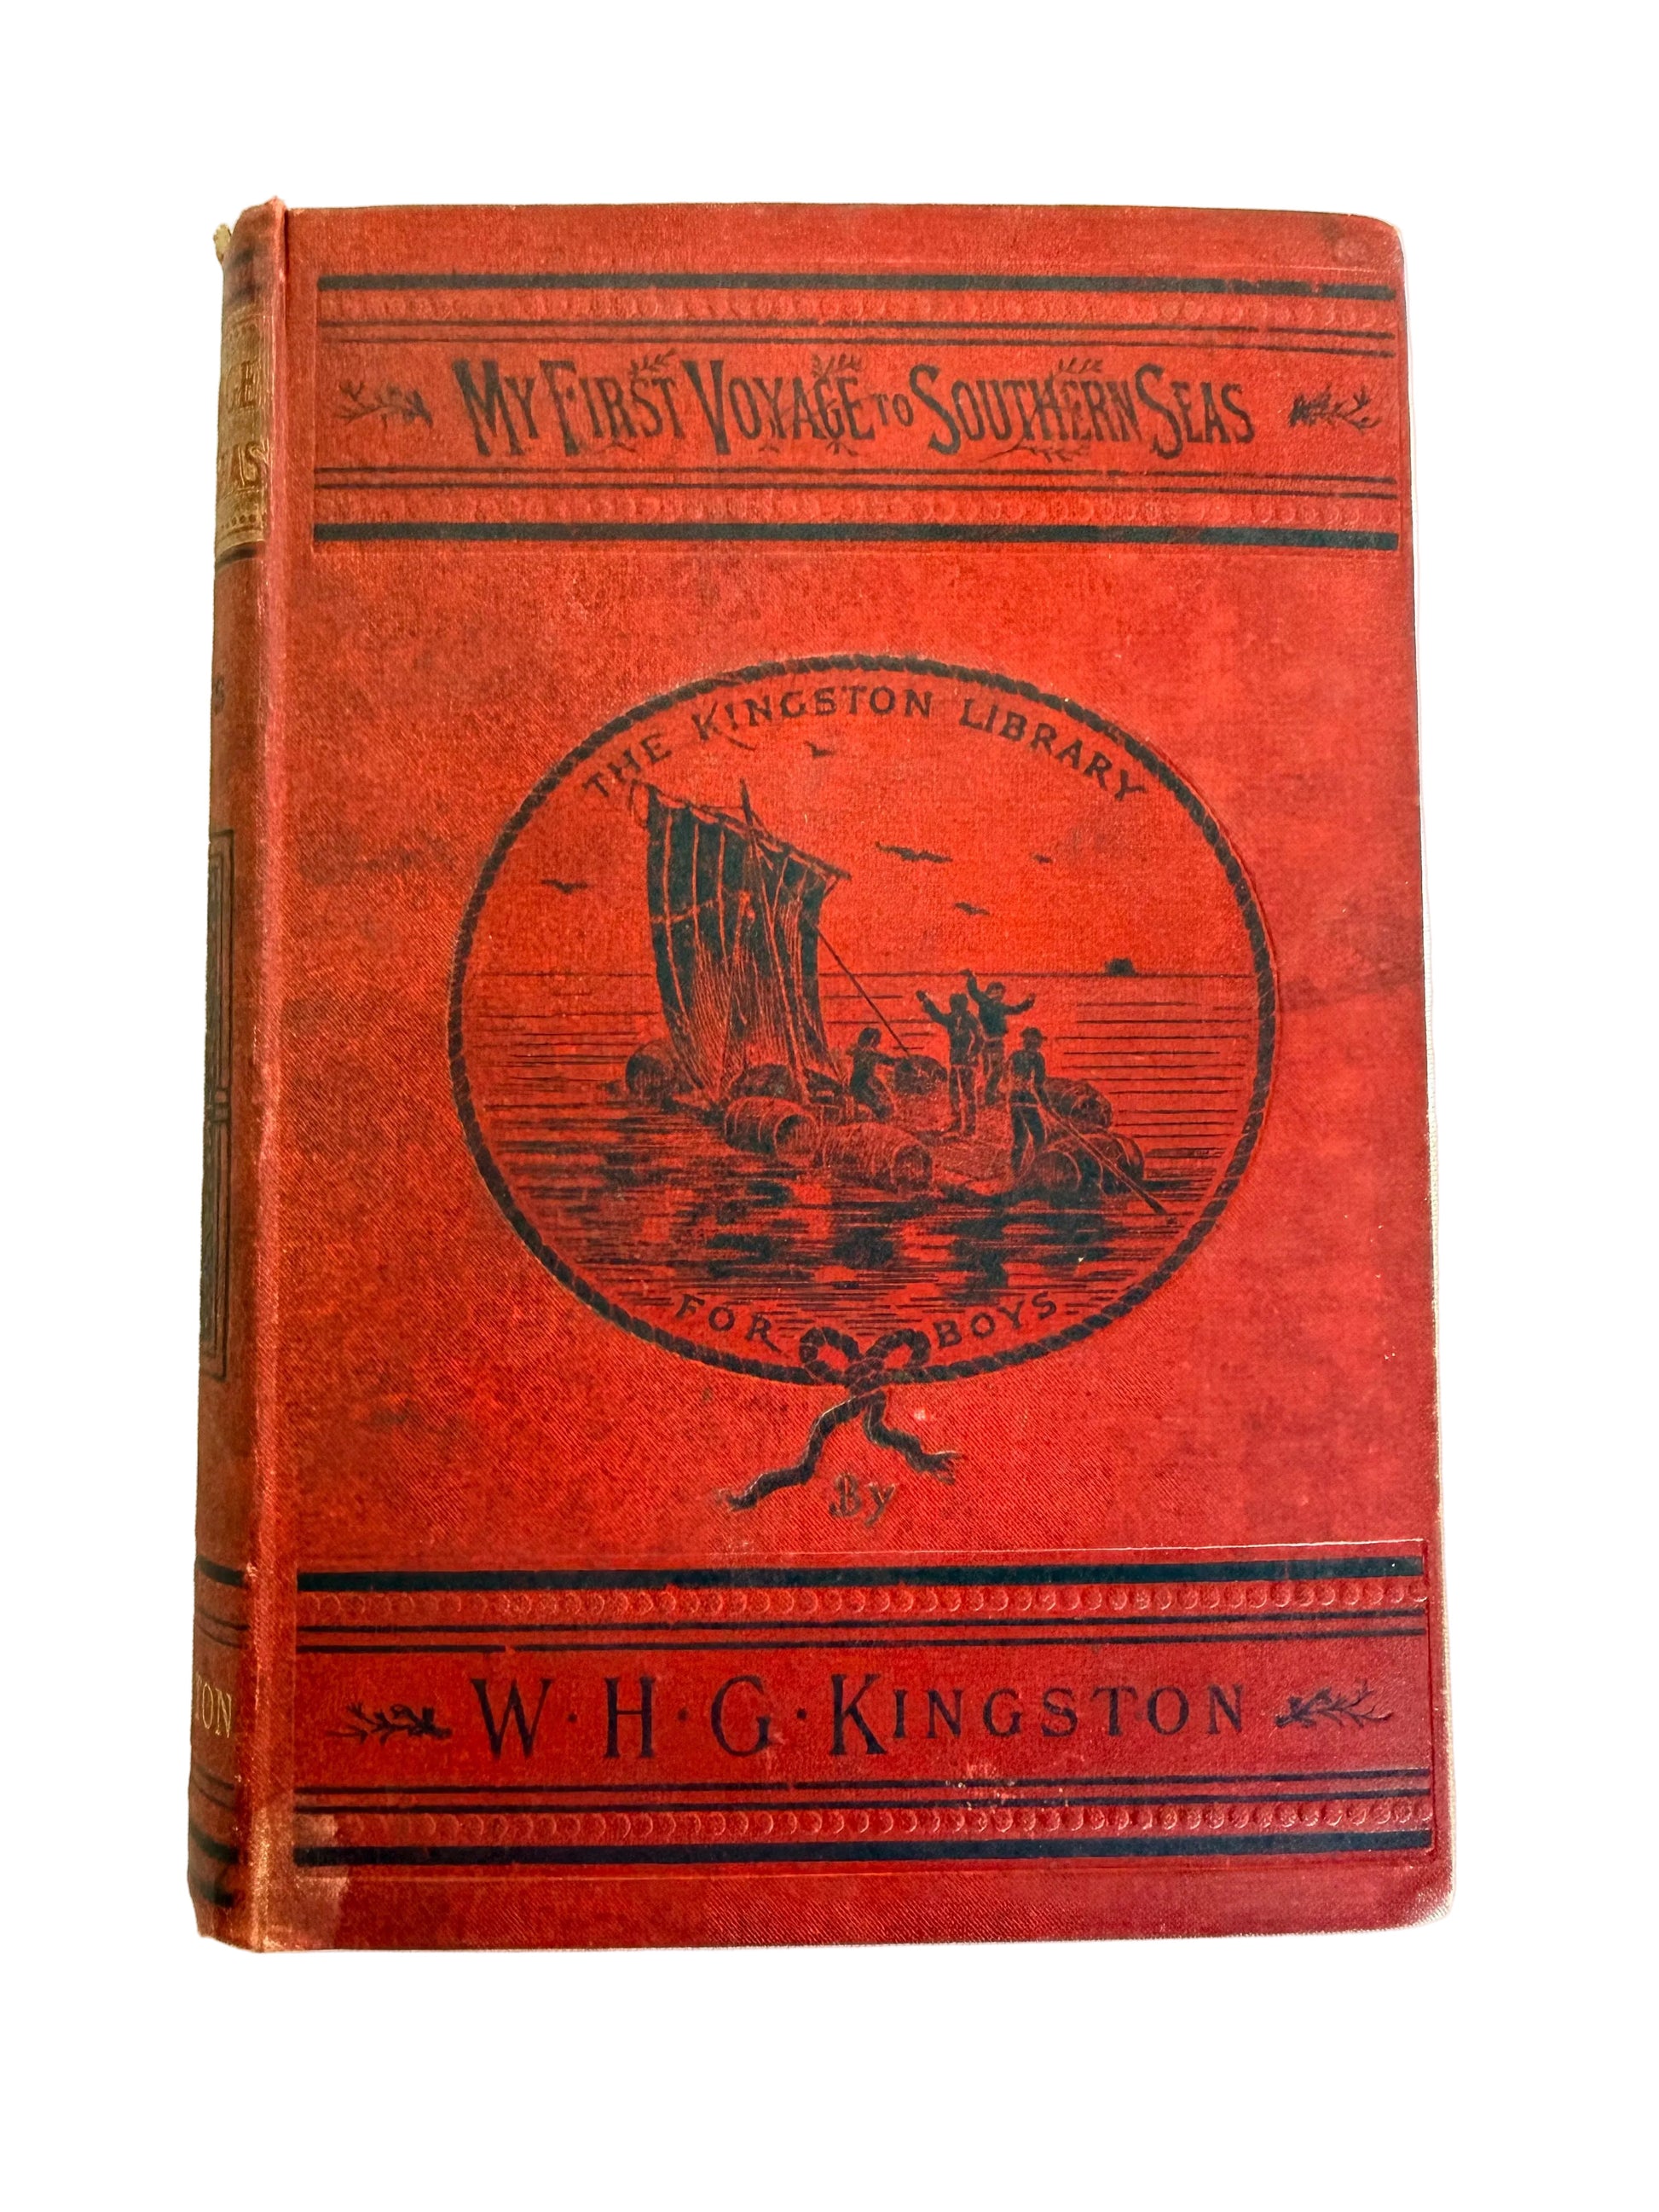 MY FIRST VOYAGE TO SOUTHERN SEAS
THE KINGSTON LIBRARY
FOR BOYS
By
W·H·G·KINGSTON